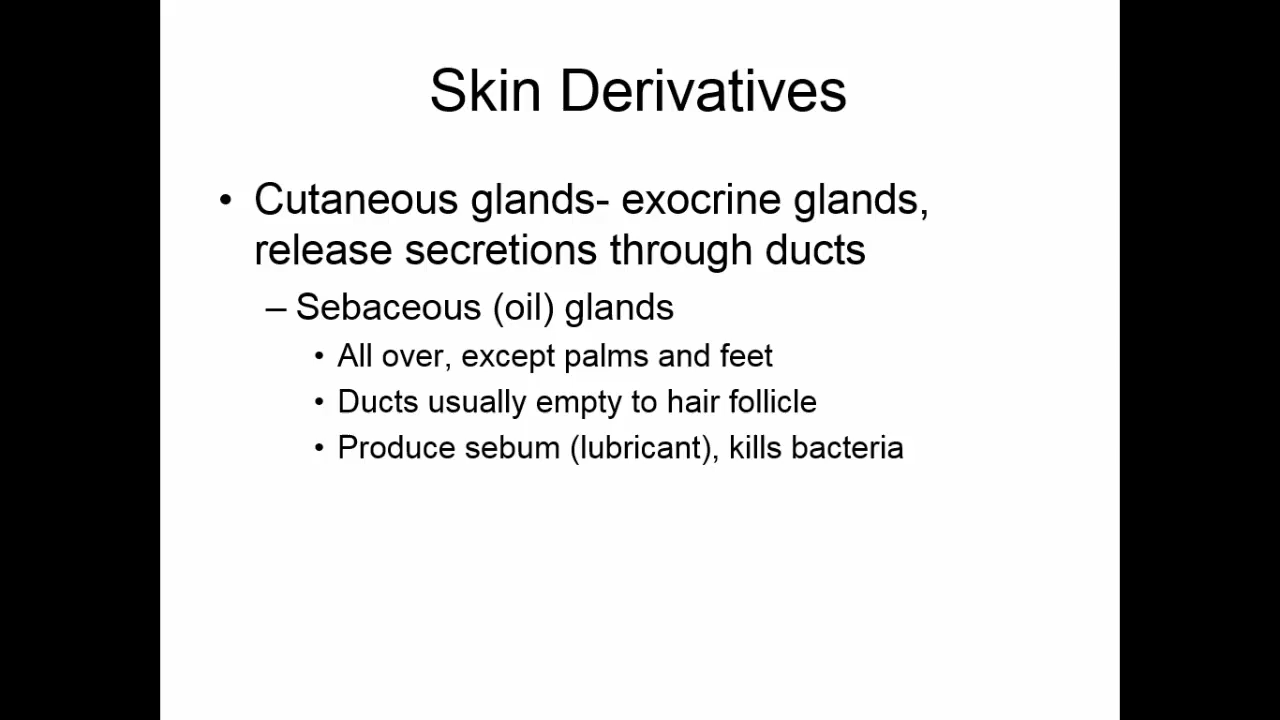 Skin Derivatives
• Cutaneous glands- exocrine glands,
release secretions through ducts
– Sebaceous (oil) glands
• All over, except palms and feet
• Ducts usually empty to hair follicle
• Produce sebum (lubricant), kills bacteria